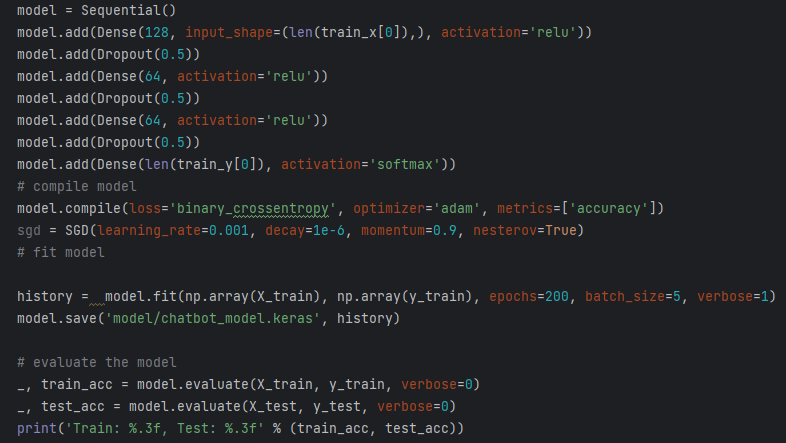 model = Sequential()
model.add(Dense(128, input_shape=(len(train_x[0]),), activation='relu'))
model.add(Dropout(0.5))
model.add(Dense(64, activation='relu'))
model.add(Dropout(0.5))
model.add(Dense(64, activation='relu'))
model.add(Dropout(0.5))
model.add(Dense(len(train_y[0]), activation='softmax'))
# compile model
model.compile(loss='binary_crossentropy', optimizer='adam', metrics=['accuracy'])
sgd = SGD(learning_rate=0.001, decay=1e-6, momentum=0.9, nesterov=True)
# fit model
history =  model.fit(np.array(X_train), np.array(y_train), epochs=200, batch_size=5, verbose=1)
model.save('model/chatbot_model.keras', history)
# evaluate the model
_, train_acc = model.evaluate(X_train, y_train, verbose=0)
_, test_acc = model.evaluate(X_test, y_test, verbose=0)
print('Train: %.3f, Test: %.3f' % (train_acc, test_acc))